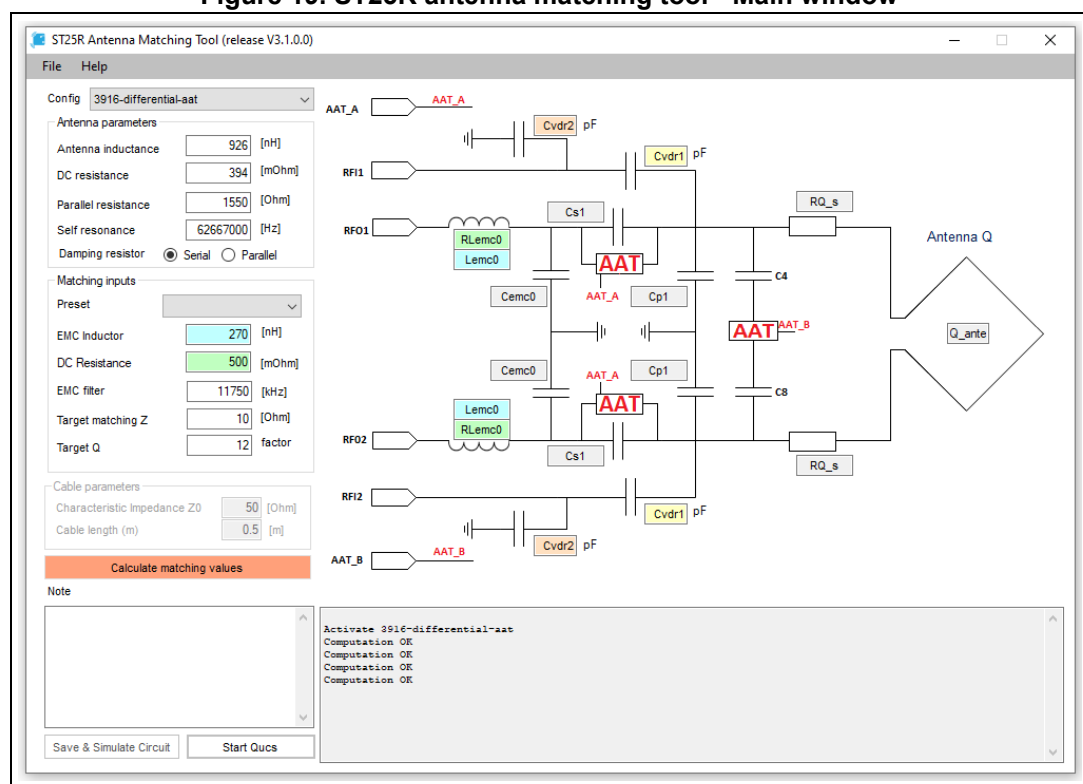 Figure 10. ST25R antenna matching tool - Main window
ST25R Antenna Matching Tool (release V3.1.0.0)
File Help
Config 3916-differential-aat
Antenna parameters
Antenna inductance 926 [nH]
DC resistance 394 [mOhm]
Parallel resistance 1550 [Ohm]
Self resonance 62667000 [Hz]
Damping resistor Serial Parallel
Matching inputs
Preset
EMC Inductor 270 [nH]
DC Resistance 500 [mOhm]
EMC filter 11750 [kHz]
Target matching Z 10 [Ohm]
Target Q 12 factor
Cable parameters
Characteristic Impedance Z0 50 [Ohm]
Cable length (m) 0.5 [m]
Calculate matching values
Note
Save & Simulate Circuit Start Qucs
AAT_A AAT_A
Cvdr2 pF
Cvdr1 pF
RFI1
RFO1
RLemc0
Lemc0
Cs1
RQ_s
Antenna Q
AAT
AAT_A
C4
Cemc0
Cp1
AAT AAT_B
Q_ante
Cemc0
AAT_A
Cp1
C8
AAT
Lemc0
RLemc0
RFO2
Cs1
RQ_s
RFI2
Cvdr1 pF
Cvdr2 pF
AAT_B AAT_B
Activate 3916-differential-aat
Computation OK
Computation OK
Computation OK
Computation OK